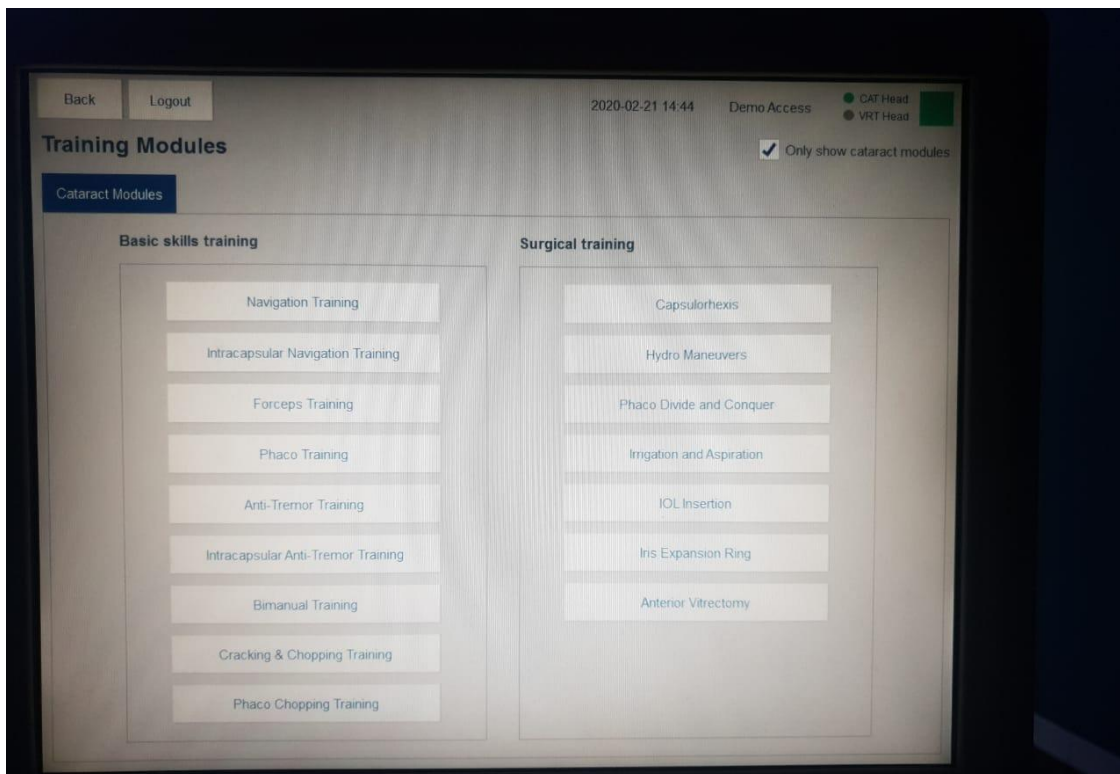 Back
Logout
2020-02-21 14:44
Demo Access
CAT Head
VRT Head
Training Modules
Only show cataract modules
Cataract Modules
Basic skills training
Navigation Training
Intracapsular Navigation Training
Forceps Training
Phaco Training
Anti-Tremor Training
Intracapsular Anti-Tremor Training
Bimanual Training
Cracking & Chopping Training
Phaco Chopping Training
Surgical training
Capsulorhexis
Hydro Maneuvers
Phaco Divide and Conquer
Irrigation and Aspiration
IOL Insertion
Iris Expansion Ring
Anterior Vitrectomy